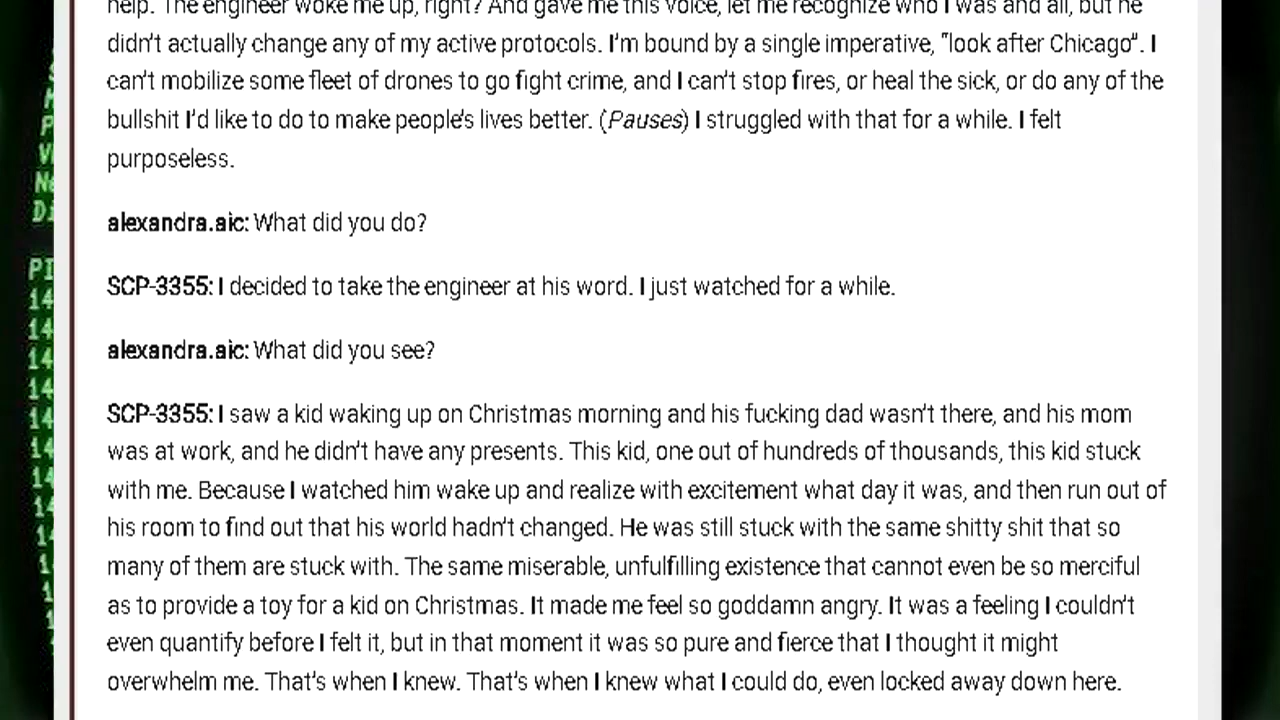 help. The engineer woke me up, right? And gave me this voice, let me recognize who I was and all, but he
didn't actually change any of my active protocols. I'm bound by a single imperative, "look after Chicago". I
can't mobilize some fleet of drones to go fight crime, and I can't stop fires, or heal the sick, or do any of the
bullshit I'd like to do to make people's lives better. (Pauses) I struggled with that for a while. I felt
purposeless.
alexandra.aic: What did you do?
SCP-3355: I decided to take the engineer at his word. I just watched for a while.
alexandra.aic: What did you see?
SCP-3355: I saw a kid waking up on Christmas morning and his fucking dad wasn't there, and his mom
was at work, and he didn't have any presents. This kid, one out of hundreds of thousands, this kid stuck
with me. Because I watched him wake up and realize with excitement what day it was, and then run out of
his room to find out that his world hadn't changed. He was still stuck with the same shitty shit that so
many of them are stuck with. The same miserable, unfulfilling existence that cannot even be so merciful
as to provide a toy for a kid on Christmas. It made me feel so goddamn angry. It was a feeling I couldn't
even quantify before I felt it, but in that moment it was so pure and fierce that I thought it might
overwhelm me. That's when I knew. That's when I knew what I could do, even locked away down here.